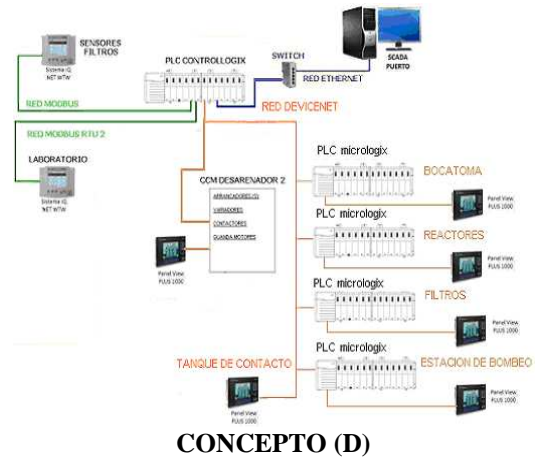 SENSORES
FILTROS
Sistema IQ
NET WTW
PLC CONTROLLOGIX
SWITCH
SCADA
PUERTO
RED ETHERNET
RED MODBUS
RED DEVICENET
RED MODBUS RTU 2
LABORATORIO
Sistema IQ
NET WTW
CCM DESARENADOR 2
ARRANCADORES (S)
VARIADORES
CONTACTORES
GUANDA MOTORES
Panel View
PLUS 1000
PLC micrologix
BOCATOMA
Panel View
PLUS 1000
PLC micrologix
REACTORES
Panel View
PLUS 1000
PLC micrologix
FILTROS
Panel View
PLUS 1000
TANQUE DE CONTACTO
Panel View
PLUS 1000
PLC micrologix
ESTACION DE BOMBEO
Panel View
PLUS 1000
CONCEPTO (D)